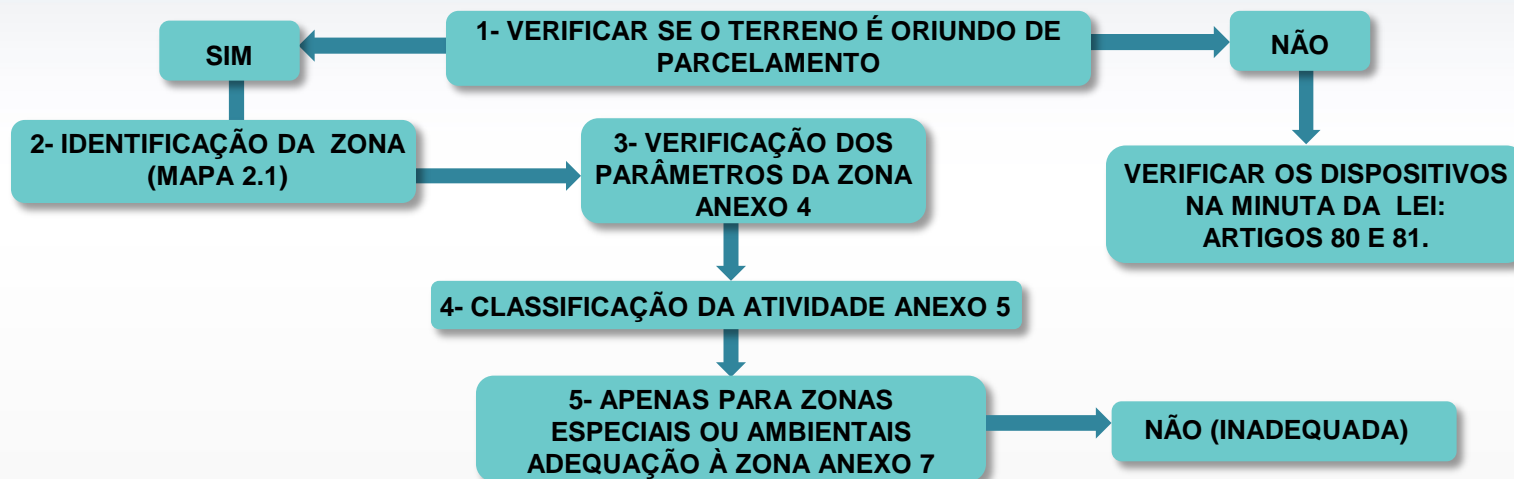 1- VERIFICAR SE O TERRENO É ORIUNDO DE
PARCELAMENTO
SIM
NÃO
2- IDENTIFICAÇÃO DA ZONA
(MAPA 2.1)
3- VERIFICAÇÃO DOS
PARÂMETROS DA ZONA
ANEXO 4
VERIFICAR OS DISPOSITIVOS
NA MINUTA DA LEI:
ARTIGOS 80 E 81.
4- CLASSIFICAÇÃO DA ATIVIDADE ANEXO 5
5- APENAS PARA ZONAS
ESPECIAIS OU AMBIENTAIS
ADEQUAÇÃO À ZONA ANEXO 7
NÃO (INADEQUADA)